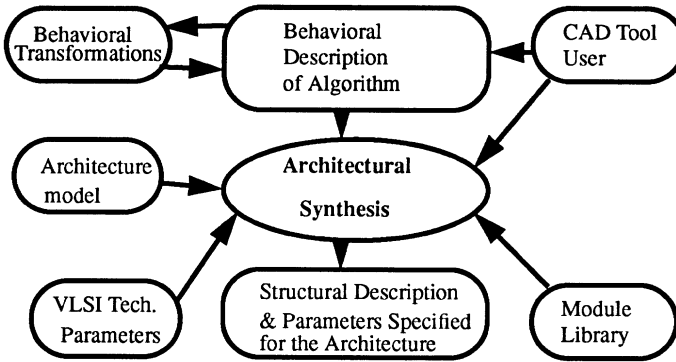 Behavioral
Transformations
Behavioral
Description
of Algorithm
CAD Tool
User
Architecture
model
Architectural
Synthesis
VLSI Tech.
Parameters
Structural Description
& Parameters Specified
for the Architecture
Module
Library